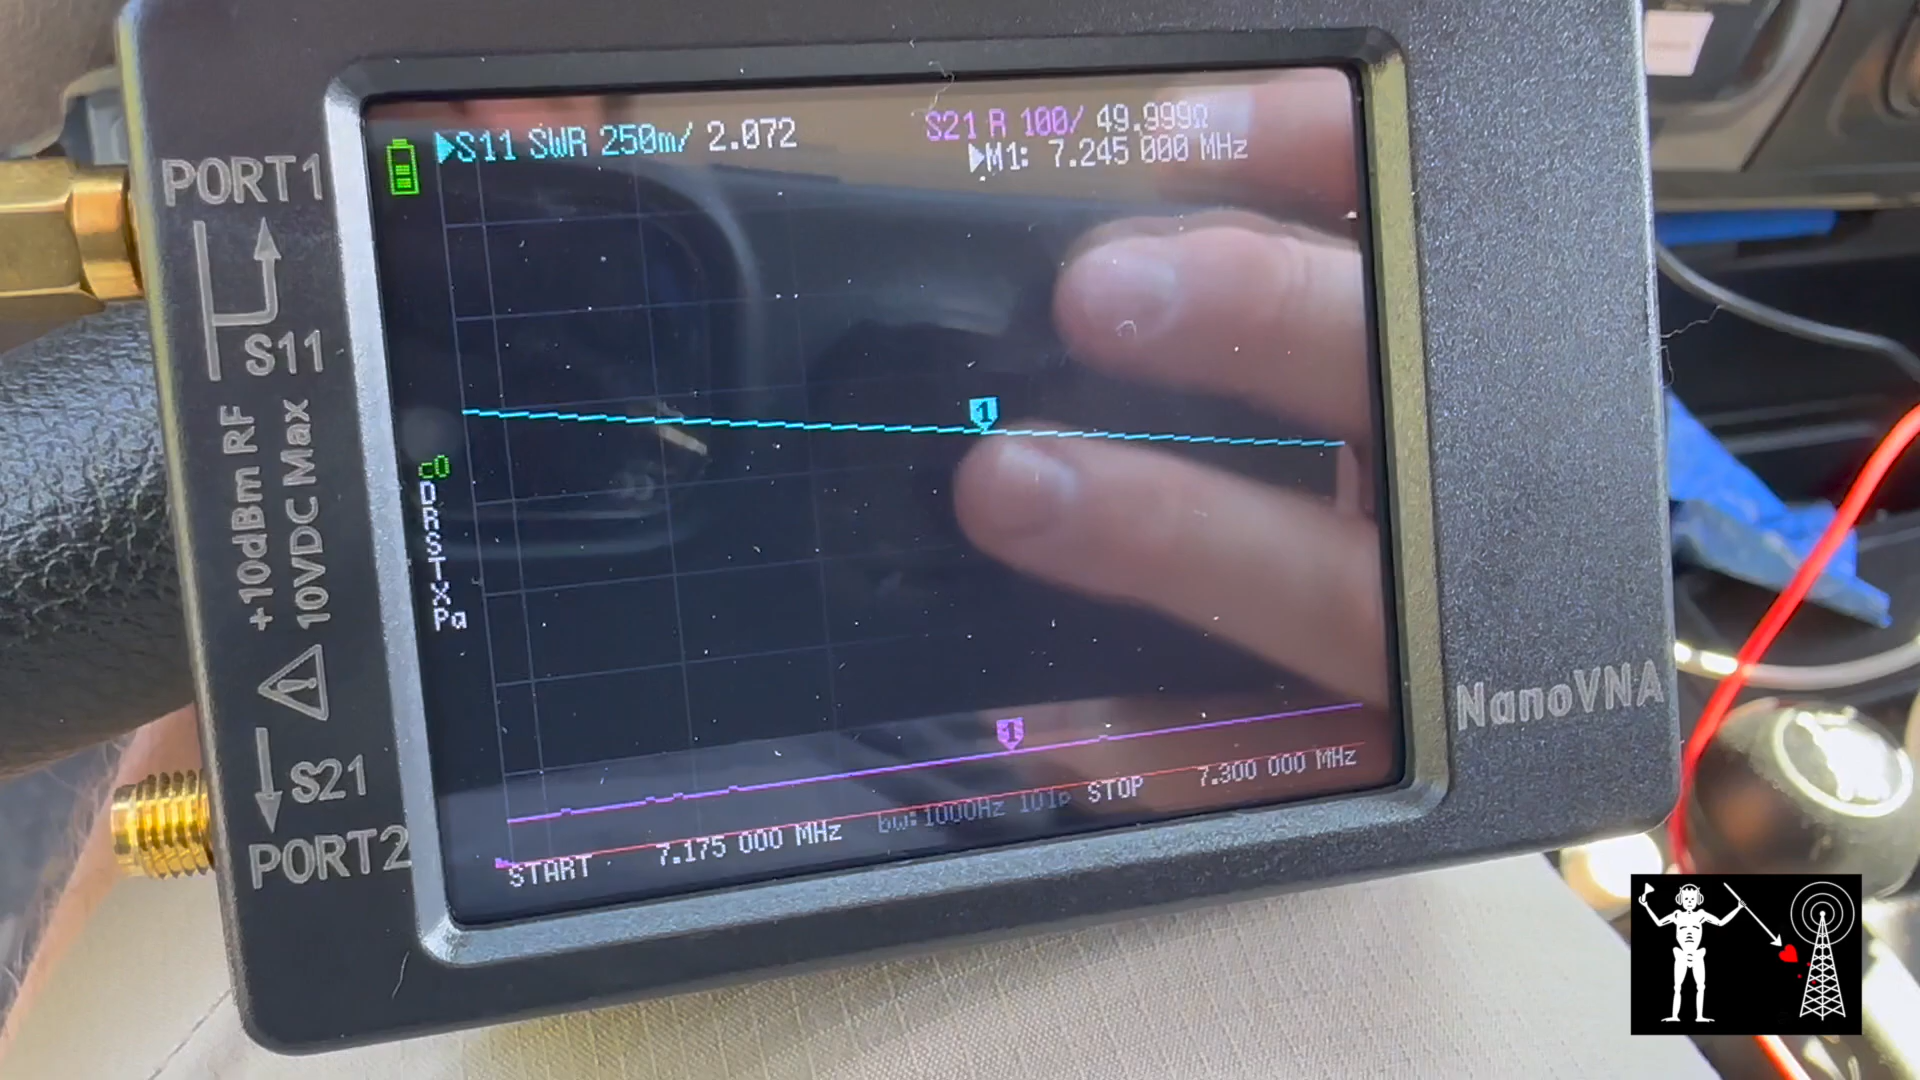 PORT1
S11
+10dBm RF
10VDC Max
S21
PORT2
S11 SWR 250m/ 2.072
S21 R 100/ 49.999Ω
M1: 7.245 000 MHz
1
c0
D
R
S
T
X
Pa
1
START 7.175 000 MHz bw:1000Hz 101p STOP 7.300 000 MHz
NanoVNA